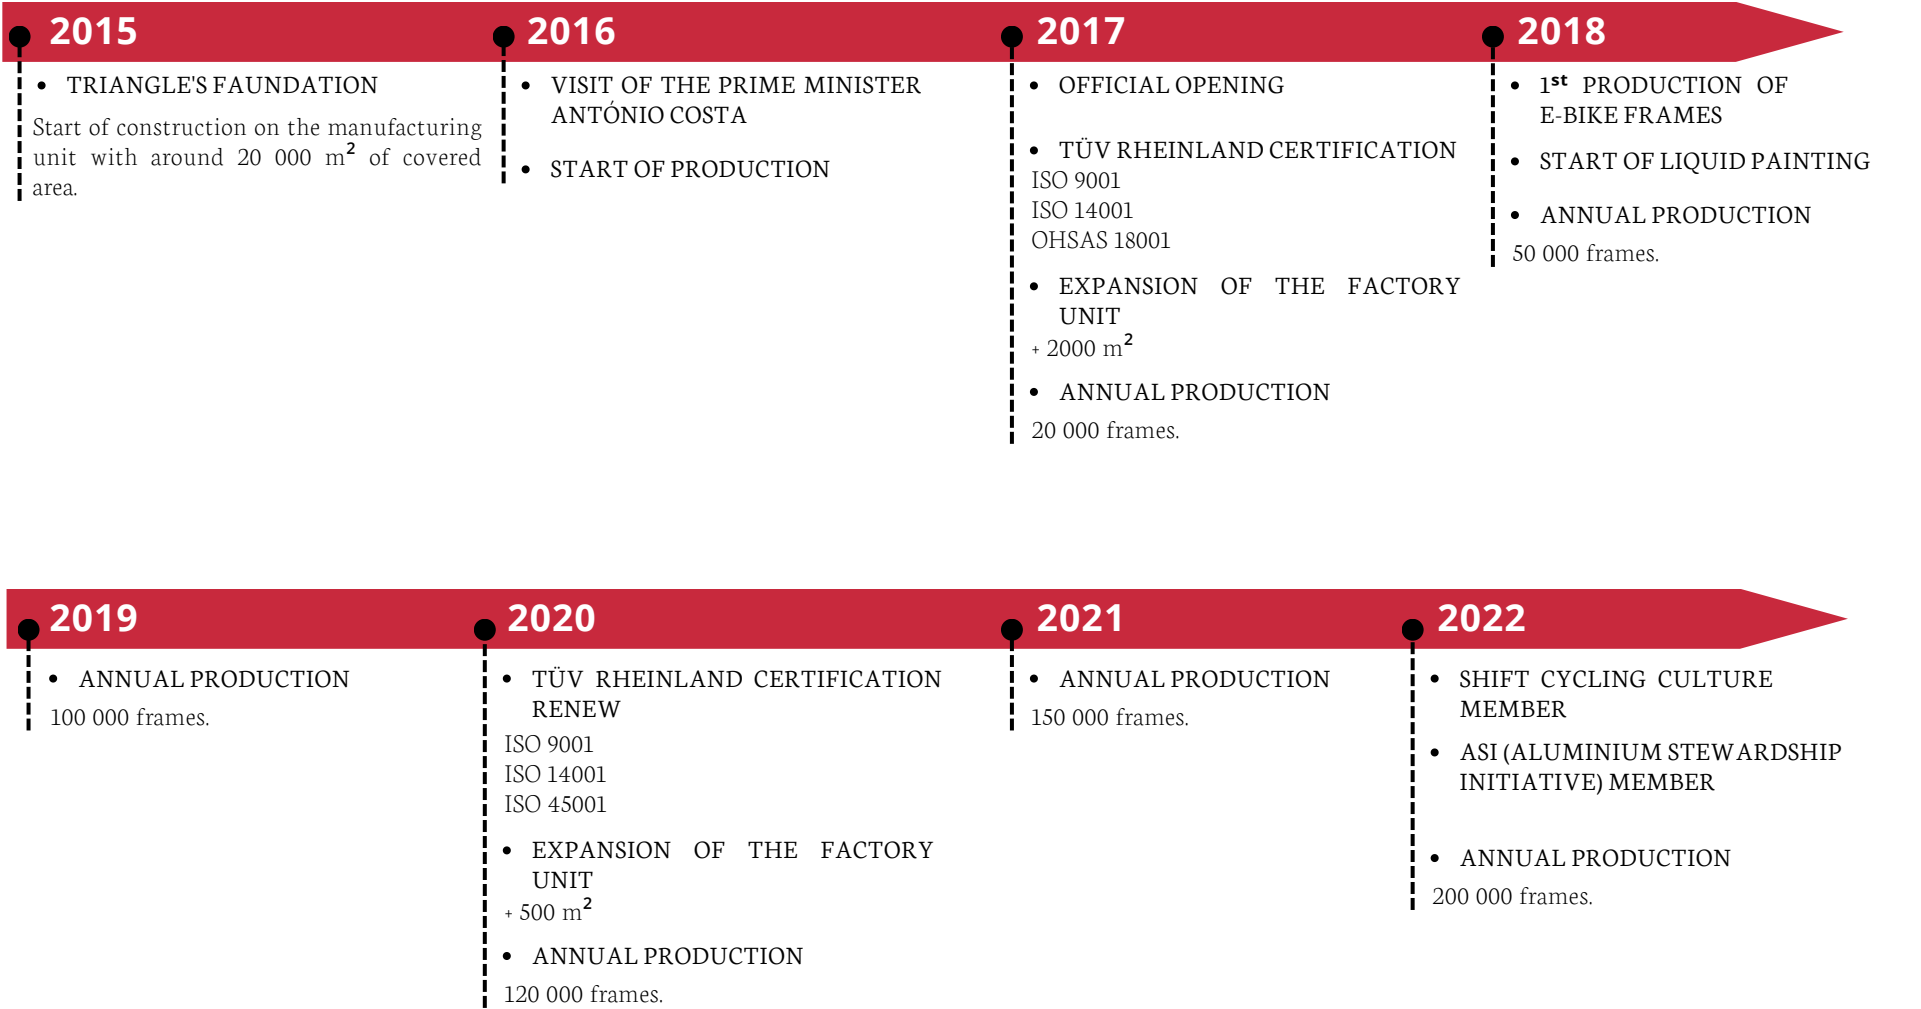 2015
• TRIANGLE'S FAUNDATION
Start of construction on the manufacturing
unit with around 20 000 m² of covered
area.
2016
• VISIT OF THE PRIME MINISTER
ANTÓNIO COSTA
• START OF PRODUCTION
2017
• OFFICIAL OPENING
• TÜV RHEINLAND CERTIFICATION
ISO 9001
ISO 14001
OHSAS 18001
• EXPANSION OF THE FACTORY
UNIT
+ 2000 m²
• ANNUAL PRODUCTION
20 000 frames.
2018
• 1st PRODUCTION OF
E-BIKE FRAMES
• START OF LIQUID PAINTING
• ANNUAL PRODUCTION
50 000 frames.
2019
• ANNUAL PRODUCTION
100 000 frames.
2020
• TÜV RHEINLAND CERTIFICATION
RENEW
ISO 9001
ISO 14001
ISO 45001
• EXPANSION OF THE FACTORY
UNIT
+ 500 m²
• ANNUAL PRODUCTION
120 000 frames.
2021
• ANNUAL PRODUCTION
150 000 frames.
2022
• SHIFT CYCLING CULTURE
MEMBER
• ASI (ALUMINIUM STEWARDSHIP
INITIATIVE) MEMBER
• ANNUAL PRODUCTION
200 000 frames.